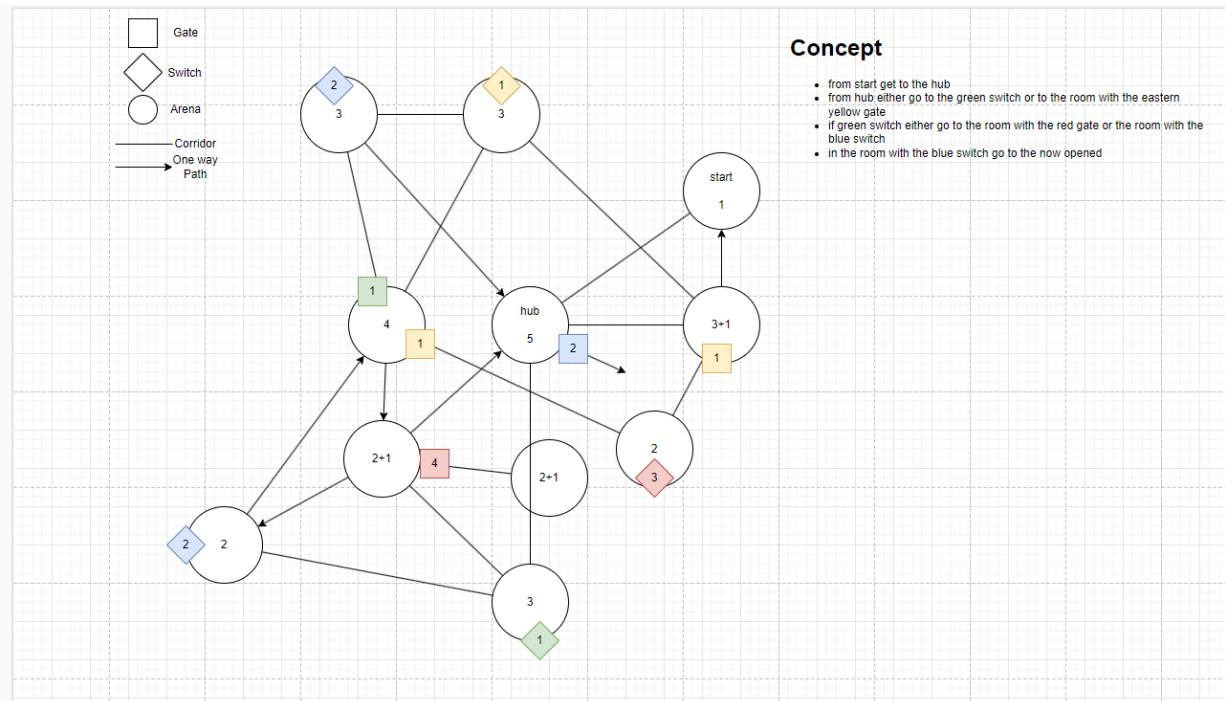 Gate
Switch
Arena
Corridor
One way
Path
Concept
from start get to the hub
from hub either go to the green switch or to the room with the eastern
yellow gate
if green switch either go to the room with the red gate or the room with the
blue switch
in the room with the blue switch go to the now opened
2
3
1
3
start
1
1
4
1
hub
5
2
3+1
1
2+1
4
2+1
2
3
2
2
3
1